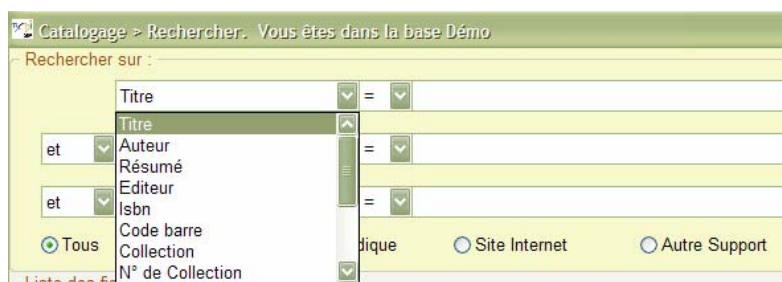 Catalogage > Rechercher. Vous êtes dans la base Démo
Rechercher sur :
Titre =
Titre
Auteur
et =
Résumé
Editeur
Isbn
et =
Code barre
Tous dique Site Internet Autre Support
Collection
N° de Collection